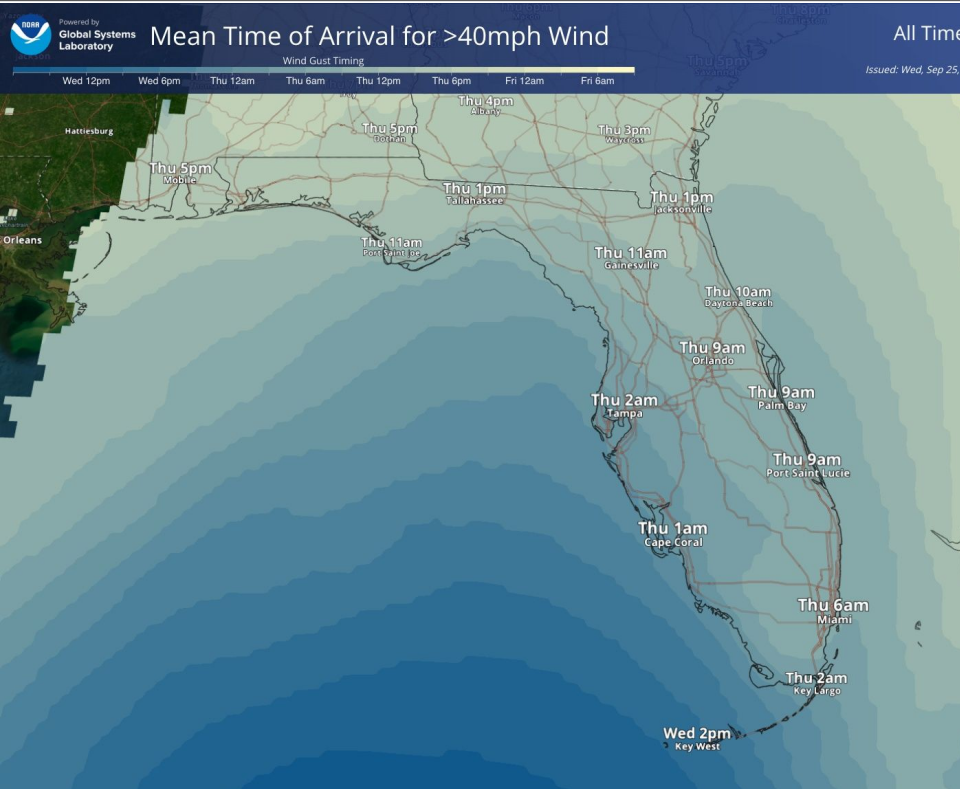 NOAA
Powered by
Global Systems
Laboratory
Mean Time of Arrival for >40mph Wind
All Time
Wind Gust Timing
Issued: Wed, Sep 25,
Wed 12pm Wed 6pm Thu 12am Thu 6am Thu 12pm Thu 6pm Fri 12am Fri 6am
Jackson
Thu 5pm
Savannah
Thu 4pm
Albany
Hattiesburg
Thu 5pm
Dothan
Thu 3pm
Waycross
Thu 5pm
Mobile
Thu 1pm
Tallahassee
Thu 1pm
Jacksonville
Orleans
Thu 11am
Port Saint Joe
Thu 11am
Gainesville
Thu 10am
Daytona Beach
Thu 9am
Orlando
Thu 2am
Tampa
Thu 9am
Palm Bay
Thu 9am
Port Saint Lucie
Thu 1am
Cape Coral
Thu 6am
Miami
Thu 2am
Key Largo
Wed 2pm
Key West